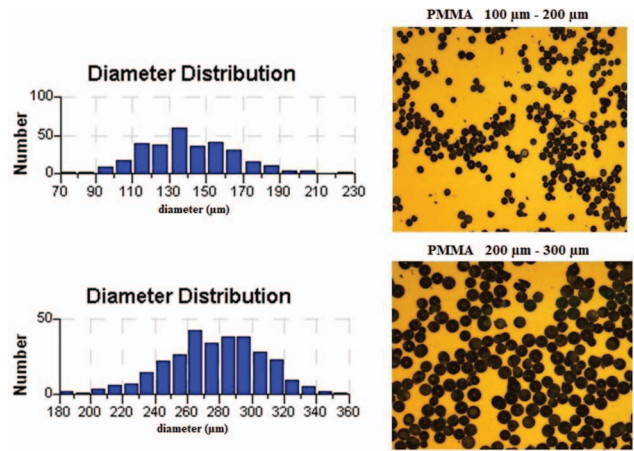 PMMA 100 µm - 200 µm
Diameter Distribution
Number
100
50
0
70 90 110 130 150 170 190 210 230
diameter (µm)
PMMA 200 µm - 300 µm
Diameter Distribution
Number
50
0
180 200 220 240 260 280 300 320 340 360
diameter (µm)